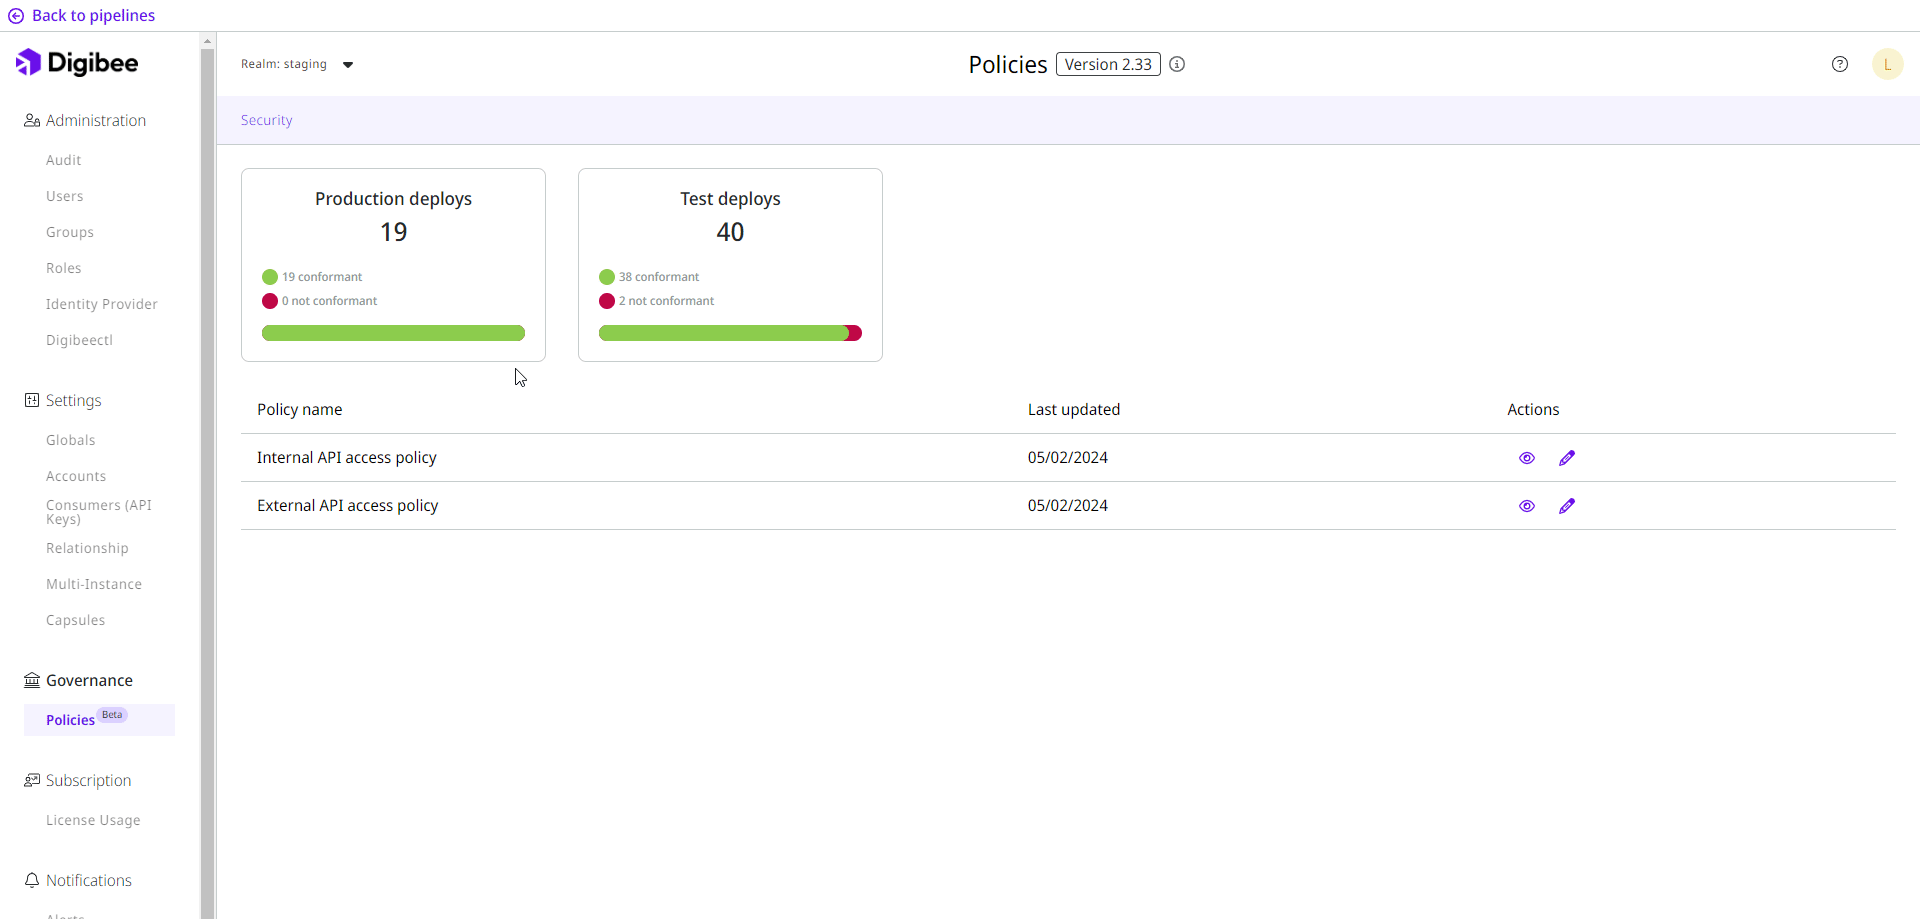 Back to pipelines
Digibee
Administration
Audit
Users
Groups
Roles
Identity Provider
Digibeectl
Settings
Globals
Accounts
Consumers (API
Keys)
Relationship
Multi-Instance
Capsules
Governance
Policies Beta
Subscription
License Usage
Notifications
Alerts
Realm: staging
Policies Version 2.33
L
Security
Production deploys
19
19 conformant
0 not conformant
Test deploys
40
38 conformant
2 not conformant
Policy name Last updated Actions
Internal API access policy 05/02/2024
External API access policy 05/02/2024